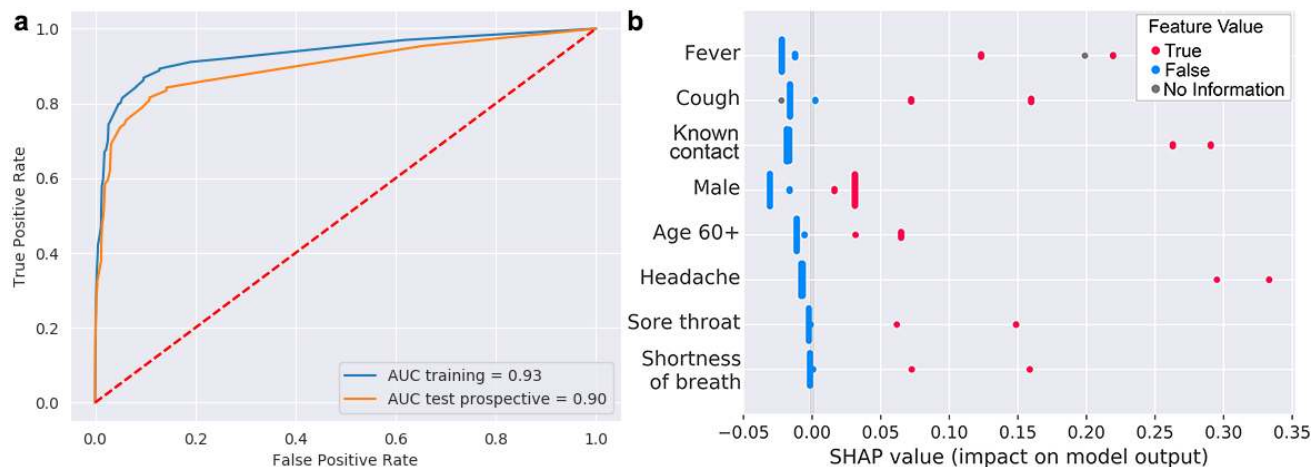 a
1.0
0.8
0.6
0.4
0.2
0.0
True Positive Rate
0.0 0.2 0.4 0.6 0.8 1.0
False Positive Rate
AUC training = 0.93
AUC test prospective = 0.90
b
Fever
Cough
Known
contact
Male
Age 60+
Headache
Sore throat
Shortness
of breath
Feature Value
True
False
No Information
−0.05 0.00 0.05 0.10 0.15 0.20 0.25 0.30 0.35
SHAP value (impact on model output)